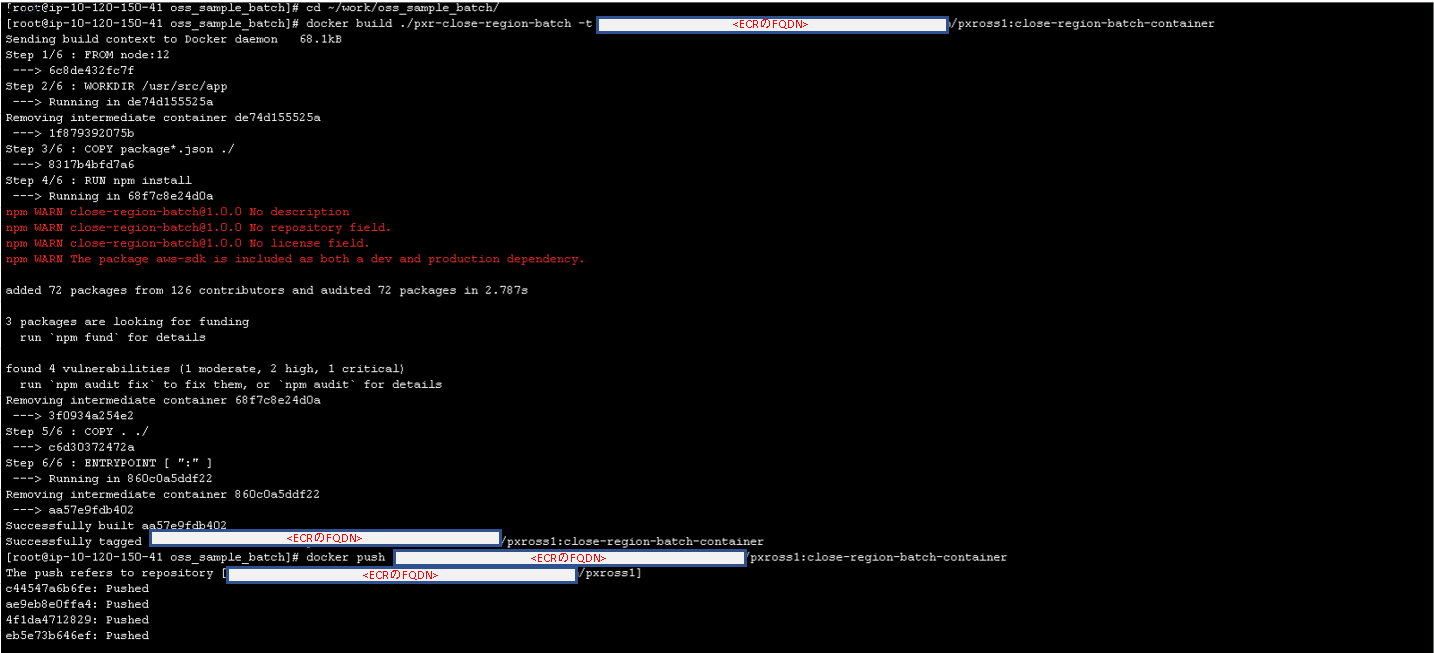 [root@ip-10-120-150-41 oss_sample_batch]# cd ~/work/oss_sample_batch/
[root@ip-10-120-150-41 oss_sample_batch]# docker build ./pxr-close-region-batch -t <ECRのFQDN>/pxross1:close-region-batch-container
Sending build context to Docker daemon   68.1kB
Step 1/6 : FROM node:12
 ---> 6c8de432fc7f
Step 2/6 : WORKDIR /usr/src/app
 ---> Running in de74d155525a
Removing intermediate container de74d155525a
 ---> 1f879392075b
Step 3/6 : COPY package*.json ./
 ---> 8317b4bfd7a6
Step 4/6 : RUN npm install
 ---> Running in 68f7c8e24d0a
npm WARN close-region-batch@1.0.0 No description
npm WARN close-region-batch@1.0.0 No repository field.
npm WARN close-region-batch@1.0.0 No license field.
npm WARN The package aws-sdk is included as both a dev and production dependency.
added 72 packages from 126 contributors and audited 72 packages in 2.787s
3 packages are looking for funding
  run `npm fund` for details
found 4 vulnerabilities (1 moderate, 2 high, 1 critical)
  run `npm audit fix` to fix them, or `npm audit` for details
Removing intermediate container 68f7c8e24d0a
 ---> 3f0934a254e2
Step 5/6 : COPY . ./
 ---> c6d30372472a
Step 6/6 : ENTRYPOINT [ ":" ]
 ---> Running in 860c0a5ddf22
Removing intermediate container 860c0a5ddf22
 ---> aa57e9fdb402
Successfully built aa57e9fdb402
Successfully tagged <ECRのFQDN>/pxross1:close-region-batch-container
[root@ip-10-120-150-41 oss_sample_batch]# docker push <ECRのFQDN>/pxross1:close-region-batch-container
The push refers to repository [<ECRのFQDN>/pxross1]
c44547a6b6fe: Pushed
ae9eb8e0ffa4: Pushed
4f1da4712829: Pushed
eb5e73b646ef: Pushed